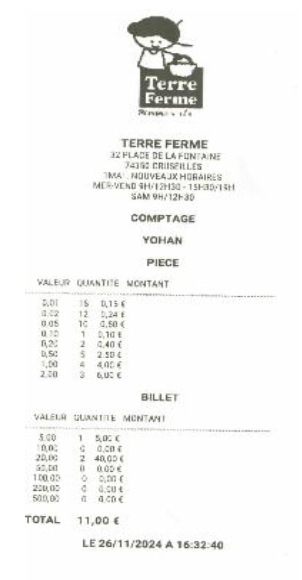 Terre
Ferme
TERRE FERME
32 PLACE DE LA FONTAINE
74350 CRUSEILLES
1MAI, NOUVEAUX HORAIRES
MER-VEND 9H/12H30 - 15H30/19H
SAM 9H/12H30
COMPTAGE
YOHAN
PIECE
VALEUR QUANTITE MONTANT
0,01 15 0,15 €
0,02 12 0,24 €
0,05 10 0,50 €
0,10 1 0,10 €
0,20 2 0,40 €
0,50 5 2,50 €
1,00 4 4,00 €
2,00 3 6,00 €
BILLET
VALEUR QUANTITE MONTANT
5,00 1 5,00 €
10,00 0 0,00 €
20,00 2 40,00 €
50,00 0 0,00 €
100,00 0 0,00 €
200,00 0 0,00 €
500,00 0 0,00 €
TOTAL 11,00 €
LE 26/11/2024 A 16:32:40